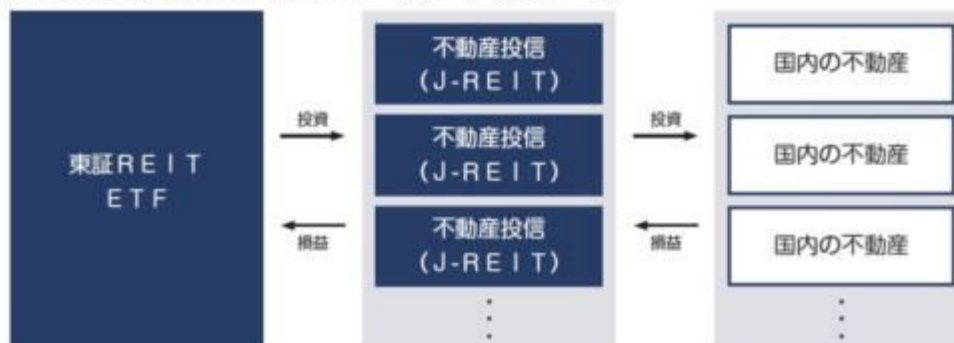 東証REIT
ETF
投資
損益
不動産投信
(J-REIT)
不動産投信
(J-REIT)
不動産投信
(J-REIT)
投資
損益
国内の不動産
国内の不動産
国内の不動産